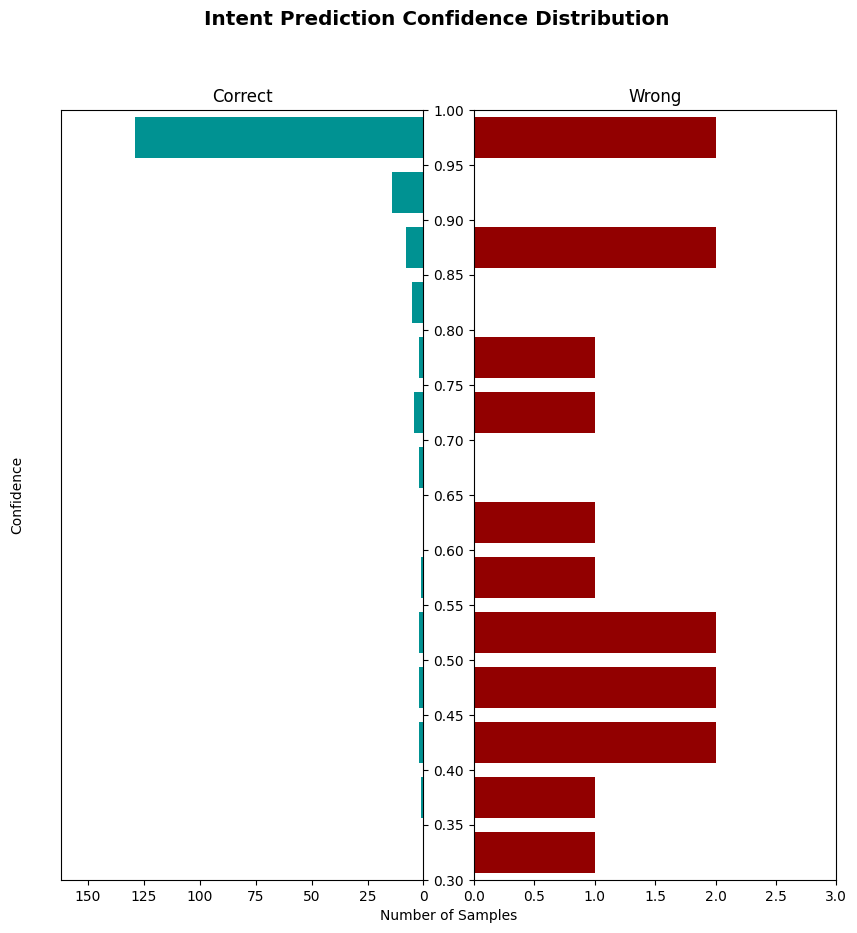 Intent Prediction Confidence Distribution
Correct
Wrong
1.00
0.95
0.90
0.85
0.80
0.75
0.70
0.65
0.60
0.55
0.50
0.45
0.40
0.35
0.30
Confidence
150 125 100 75 50 25 0
0.0 0.5 1.0 1.5 2.0 2.5 3.0
Number of Samples